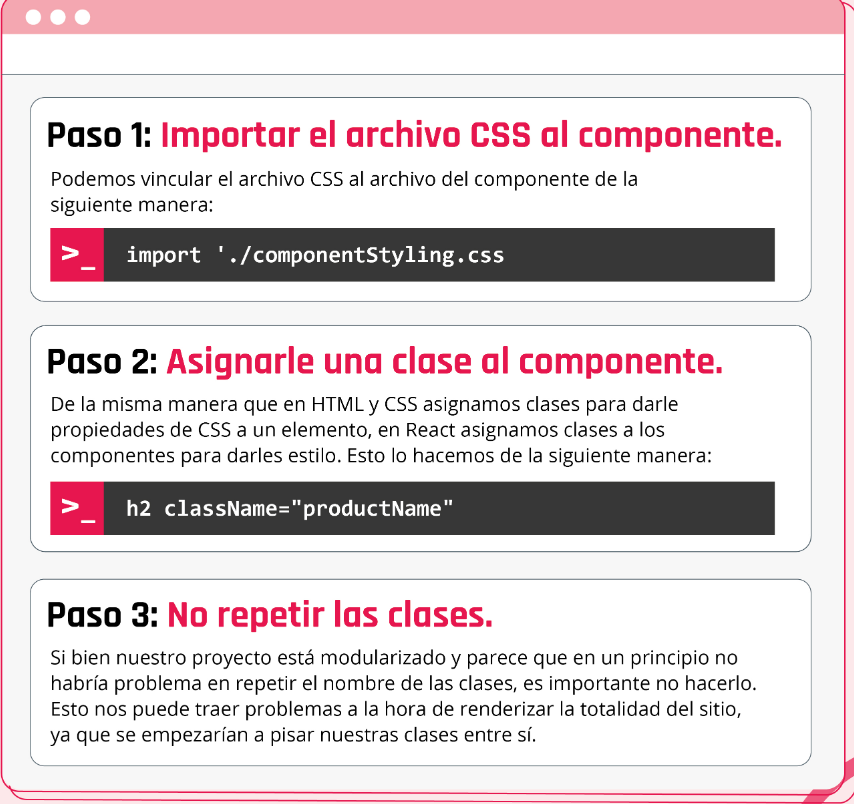 Paso 1: Importar el archivo CSS al componente.
Podemos vincular el archivo CSS al archivo del componente de la
siguiente manera:
>_ import './componentStyling.css
Paso 2: Asignarle una clase al componente.
De la misma manera que en HTML y CSS asignamos clases para darle
propiedades de CSS a un elemento, en React asignamos clases a los
componentes para darles estilo. Esto lo hacemos de la siguiente manera:
>_ h2 className="productName"
Paso 3: No repetir las clases.
Si bien nuestro proyecto está modularizado y parece que en un principio no
habría problema en repetir el nombre de las clases, es importante no hacerlo.
Esto nos puede traer problemas a la hora de renderizar la totalidad del sitio,
ya que se empezarían a pisar nuestras clases entre sí.